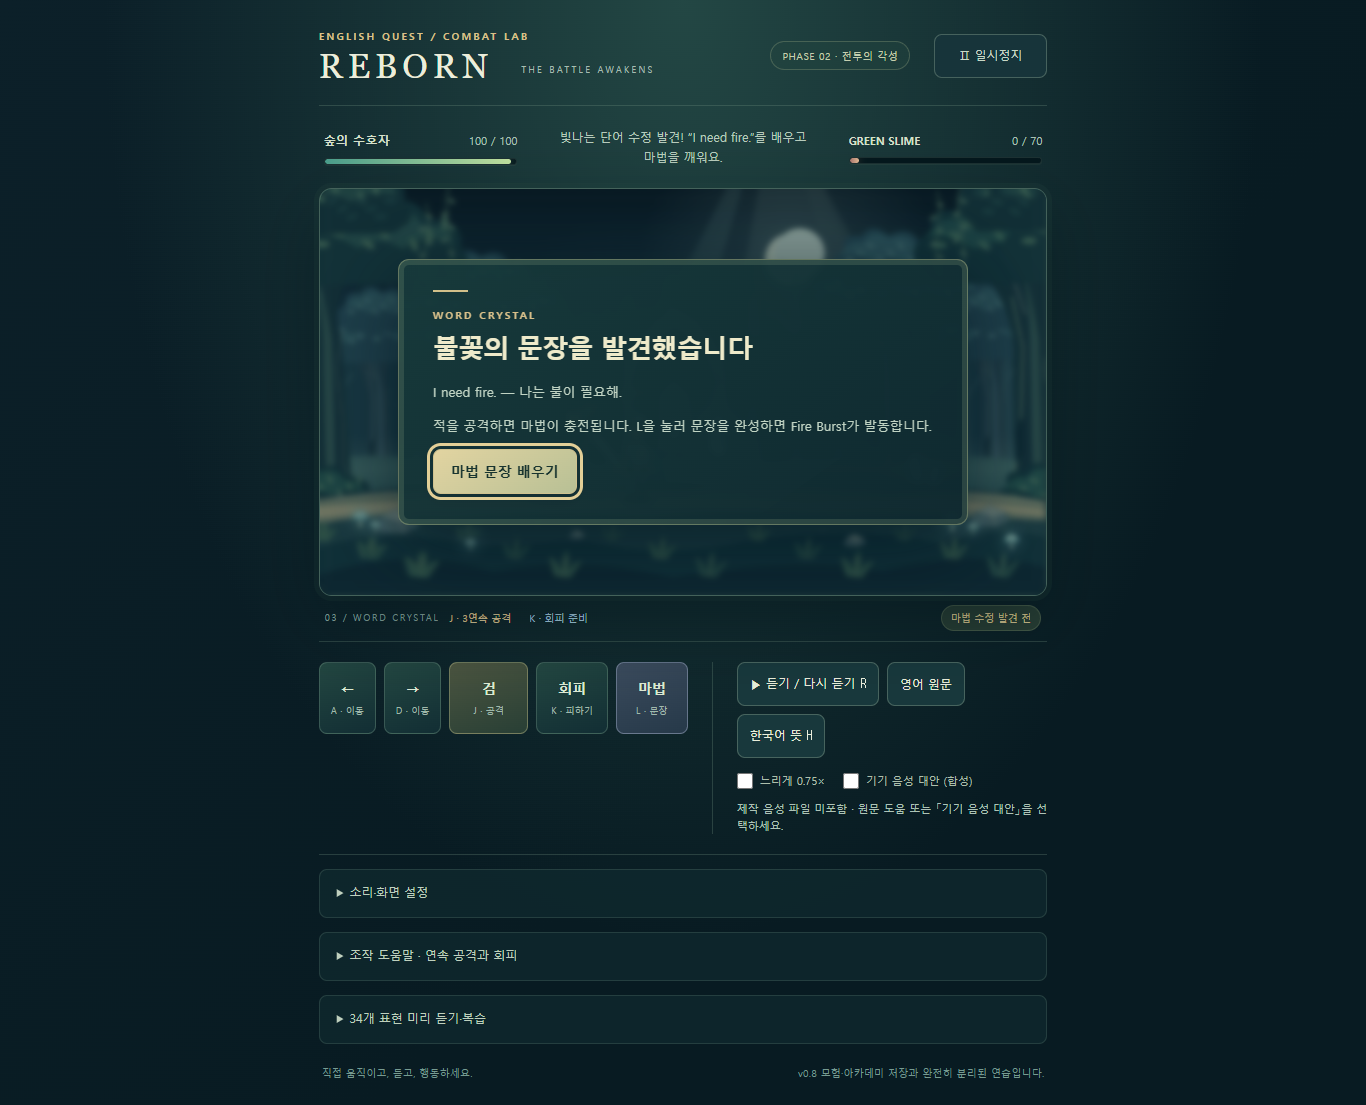 ENGLISH QUEST / COMBAT LAB
REBORN
THE BATTLE AWAKENS
PHASE 02 · 전투의 각성
Ⅱ 일시정지
숲의 수호자
100 / 100
빛나는 단어 수정 발견! “I need fire.”를 배우고
마법을 깨워요.
GREEN SLIME
0 / 70
WORD CRYSTAL
불꽃의 문장을 발견했습니다
I need fire. — 나는 불이 필요해.
적을 공격하면 마법이 충전됩니다. L을 눌러 문장을 완성하면 Fire Burst가 발동합니다.
마법 문장 배우기
03 / WORD CRYSTAL
J · 3연속 공격
K · 회피 준비
마법 수정 발견 전
←
A · 이동
→
D · 이동
검
J · 공격
회피
K · 피하기
마법
L · 문장
▶ 듣기 / 다시 듣기 R
영어 원문
한국어 뜻 H
느리게 0.75×
기기 음성 대안 (합성)
제작 음성 파일 미포함 · 원문 도움 또는 「기기 음성 대안」을 선
택하세요.
▶ 소리·화면 설정
▶ 조작 도움말 · 연속 공격과 회피
▶ 34개 표현 미리 듣기·복습
직접 움직이고, 듣고, 행동하세요.
v0.8 모험·아카데미 저장과 완전히 분리된 연습입니다.